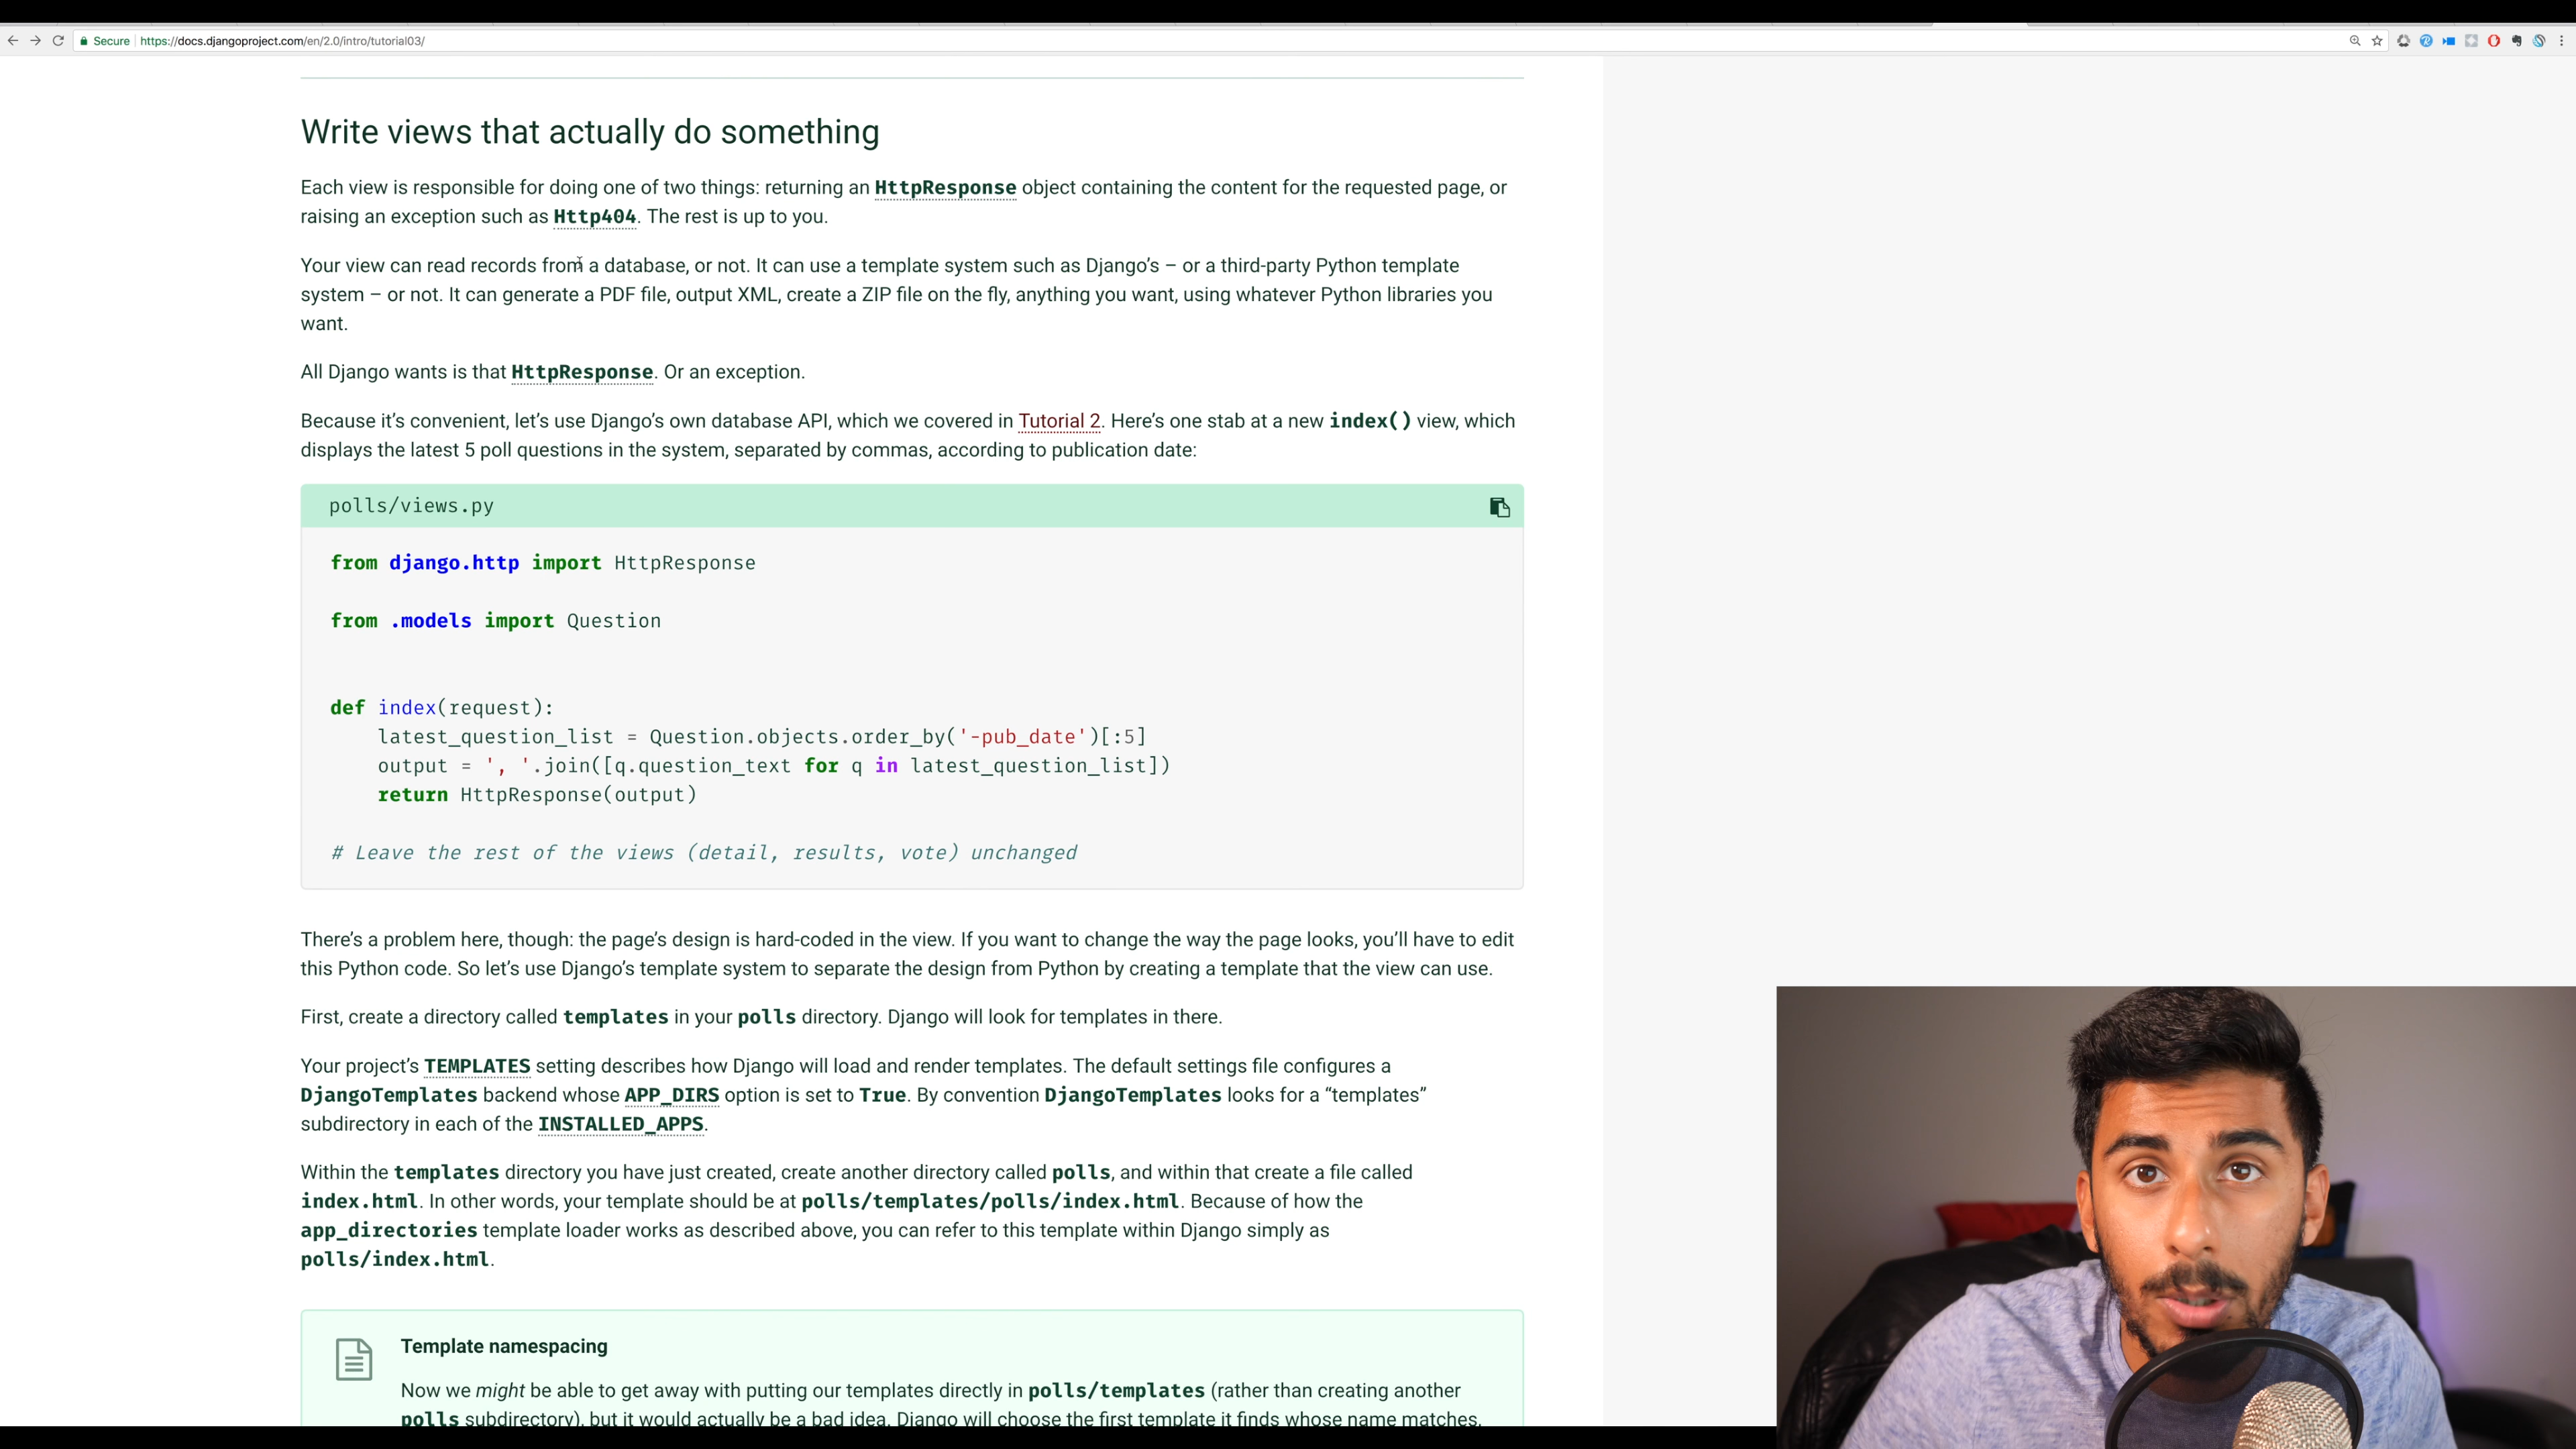 Secure https://docs.djangoproject.com/en/2.0/intro/tutorial03/
Write views that actually do something
Each view is responsible for doing one of two things: returning an HttpResponse object containing the content for the requested page, or
raising an exception such as Http404. The rest is up to you.
Your view can read records from a database, or not. It can use a template system such as Django’s – or a third-party Python template
system – or not. It can generate a PDF file, output XML, create a ZIP file on the fly, anything you want, using whatever Python libraries you
want.
All Django wants is that HttpResponse. Or an exception.
Because it’s convenient, let’s use Django’s own database API, which we covered in Tutorial 2. Here’s one stab at a new index() view, which
displays the latest 5 poll questions in the system, separated by commas, according to publication date:
polls/views.py
from django.http import HttpResponse
from .models import Question
def index(request):
    latest_question_list = Question.objects.order_by('-pub_date')[:5]
    output = ', '.join([q.question_text for q in latest_question_list])
    return HttpResponse(output)
# Leave the rest of the views (detail, results, vote) unchanged
There’s a problem here, though: the page’s design is hard-coded in the view. If you want to change the way the page looks, you’ll have to edit
this Python code. So let’s use Django’s template system to separate the design from Python by creating a template that the view can use.
First, create a directory called templates in your polls directory. Django will look for templates in there.
Your project’s TEMPLATES setting describes how Django will load and render templates. The default settings file configures a
DjangoTemplates backend whose APP_DIRS option is set to True. By convention DjangoTemplates looks for a “templates”
subdirectory in each of the INSTALLED_APPS.
Within the templates directory you have just created, create another directory called polls, and within that create a file called
index.html. In other words, your template should be at polls/templates/polls/index.html. Because of how the
app_directories template loader works as described above, you can refer to this template within Django simply as
polls/index.html.
Template namespacing
Now we might be able to get away with putting our templates directly in polls/templates (rather than creating another
polls subdirectory), but it would actually be a bad idea. Django will choose the first template it finds whose name matches,